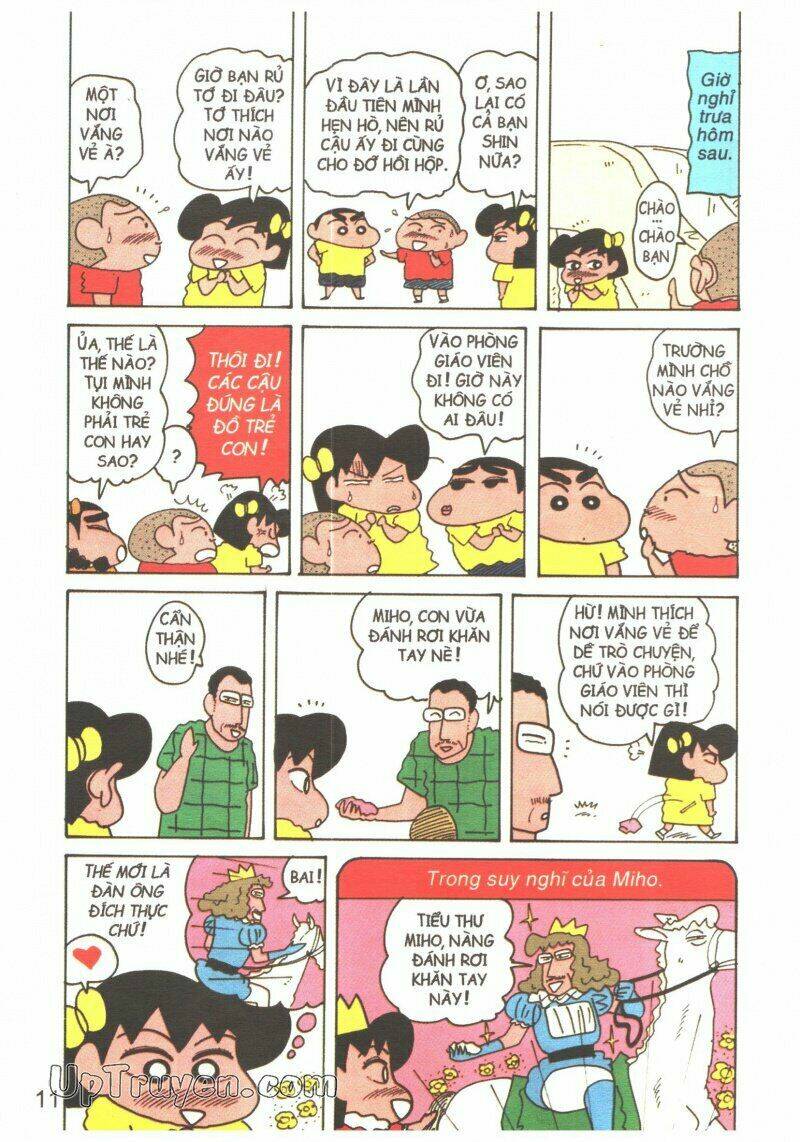 Giờ
nghỉ
trưa
hôm
sau.
CHÀO
...
CHÀO
BẠN
Ơ, SAO
LẠI CÓ
CẢ BẠN
SHIN
NỮA?
VÌ ĐÂY LÀ LẦN
ĐẦU TIÊN MÌNH
HẸN HÒ, NÊN RỦ
CẬU ẤY ĐI CÙNG
CHO ĐỠ HỒI HỘP.
GIỜ BẠN RỦ
TỚ ĐI ĐÂU?
TỚ THÍCH
NƠI NÀO
VẮNG VẺ
ẤY!
MỘT
NƠI
VẮNG
VẺ À?
TRƯỜNG
MÌNH CHỖ
NÀO VẮNG
VẺ NHỈ?
VÀO PHÒNG
GIÁO VIÊN
ĐI! GIỜ NÀY
KHÔNG CÓ
AI ĐÂU!
THÔI ĐI!
CÁC CẬU
ĐÚNG LÀ
ĐỒ TRẺ
CON!
?
ỦA, THẾ LÀ
THẾ NÀO?
TỤI MÌNH
KHÔNG
PHẢI TRẺ
CON HAY
SAO?
HỪ! MÌNH THÍCH
NƠI VẮNG VẺ ĐỂ
DỄ TRÒ CHUYỆN,
CHỨ VÀO PHÒNG
GIÁO VIÊN THÌ
NÓI ĐƯỢC GÌ!
MIHO, CON VỪA
ĐÁNH RƠI KHĂN
TAY NÈ!
CẨN
THẬN
NHÉ!
Trong suy nghĩ của Miho.
TIỂU THƯ
MIHO, NÀNG
ĐÁNH RƠI
KHĂN TAY
NÀY!
BAI!
THẾ MỚI LÀ
ĐÀN ÔNG
ĐÍCH THỰC
CHỨ!
11
UpTruyen.com